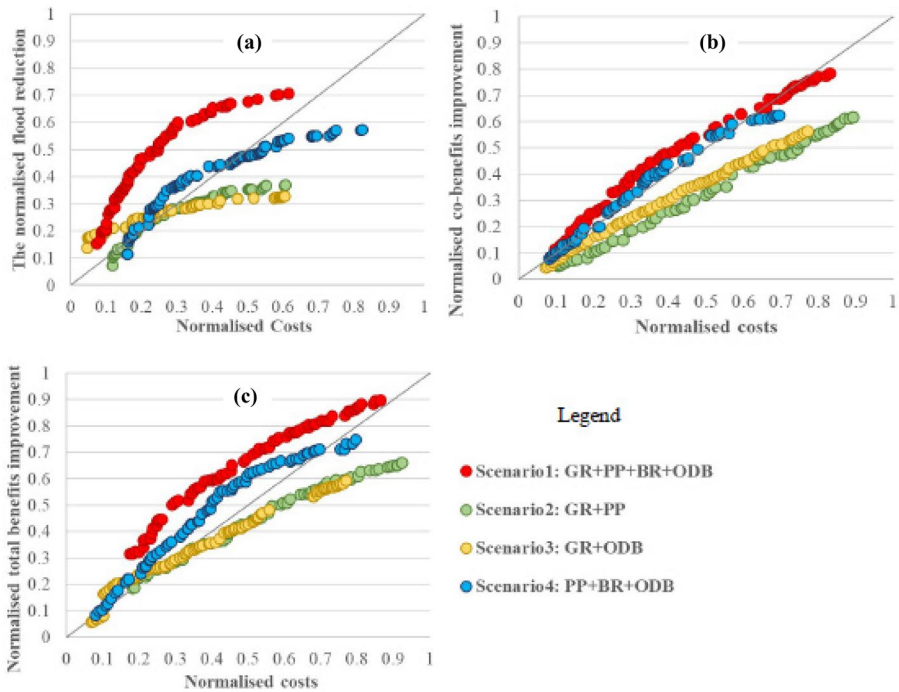 (a)
The normalised flood reduction
1
0.9
0.8
0.7
0.6
0.5
0.4
0.3
0.2
0.1
0
0 0.1 0.2 0.3 0.4 0.5 0.6 0.7 0.8 0.9 1
Normalised Costs
(b)
Normalised co-benefits improvement
1
0.9
0.8
0.7
0.6
0.5
0.4
0.3
0.2
0.1
0
0 0.1 0.2 0.3 0.4 0.5 0.6 0.7 0.8 0.9 1
Normalised costs
(c)
Normalised total benefits improvement
1
0.9
0.8
0.7
0.6
0.5
0.4
0.3
0.2
0.1
0
0 0.1 0.2 0.3 0.4 0.5 0.6 0.7 0.8 0.9 1
Normalised costs
Legend
Scenario1: GR+PP+BR+ODB
Scenario2: GR+PP
Scenario3: GR+ODB
Scenario4: PP+BR+ODB